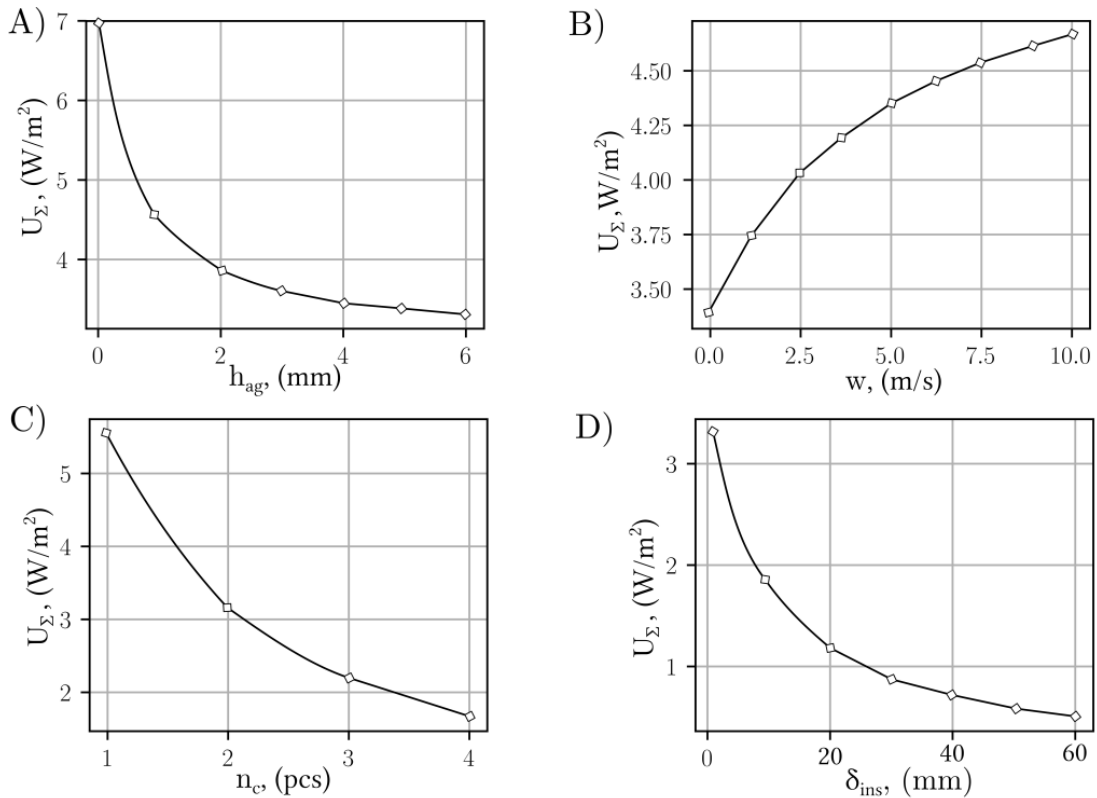 A)
7
6
5
4
U_Σ, (W/m²)
0 2 4 6
h_ag, (mm)
B)
4.50
4.25
4.00
3.75
3.50
U_Σ, W/m²)
0.0 2.5 5.0 7.5 10.0
w, (m/s)
C)
5
4
3
2
U_Σ, (W/m²)
1 2 3 4
n_c, (pcs)
D)
3
2
1
U_Σ, (W/m²)
0 20 40 60
δ_ins, (mm)